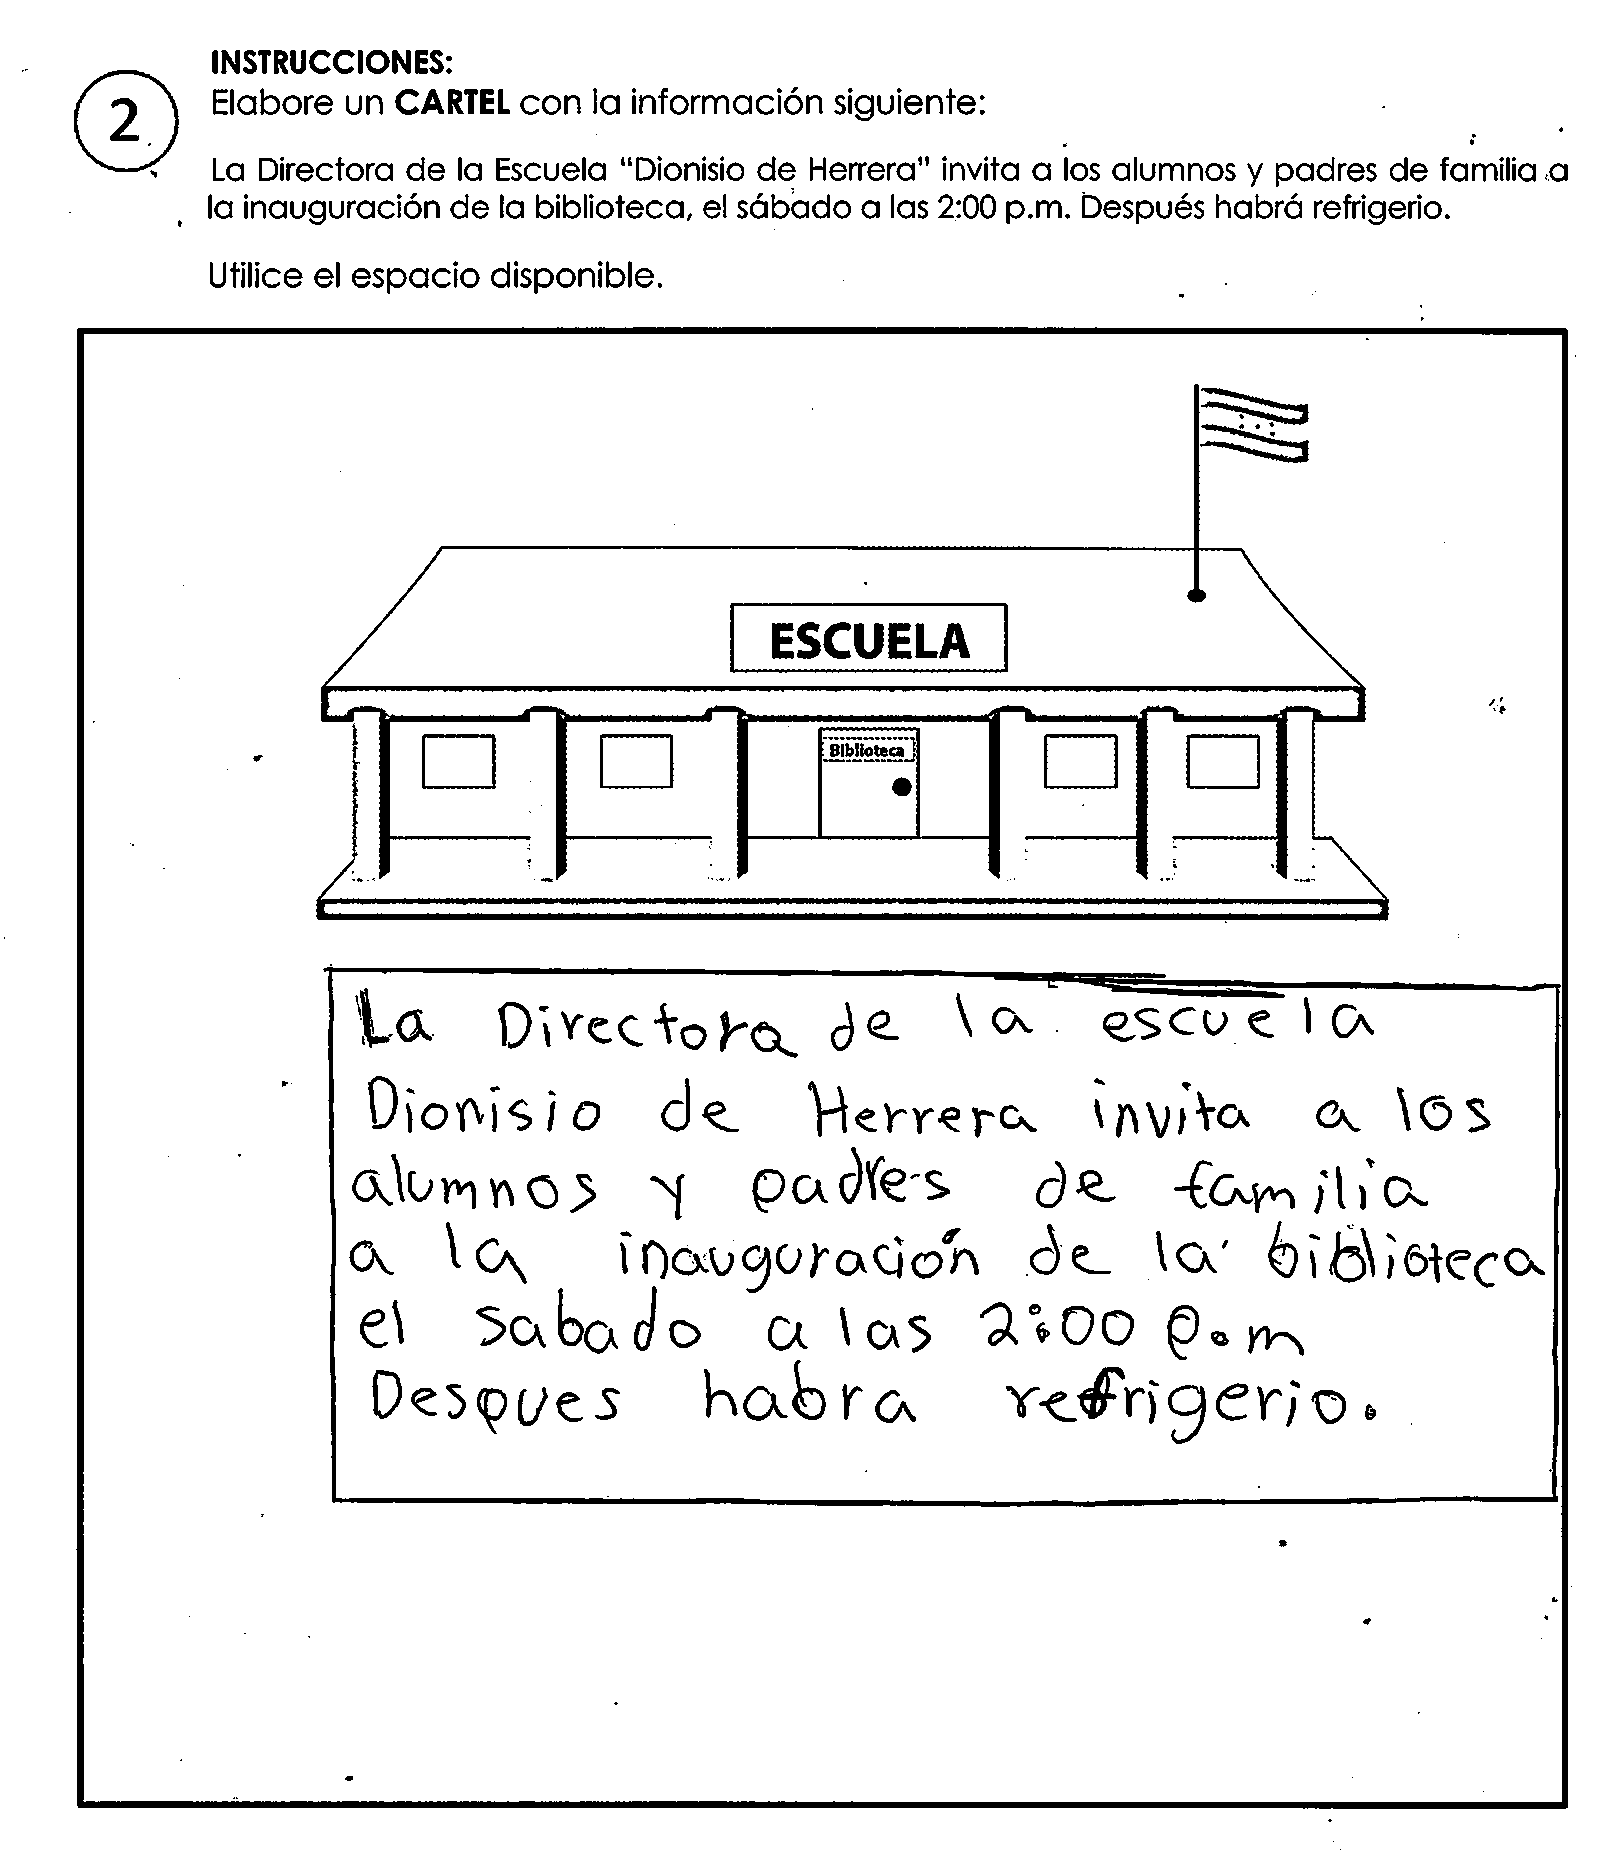 INSTRUCCIONES:
2
Elabore un CARTEL con la información siguiente:
La Directora de la Escuela "Dionisio de Herrera" invita a los alumnos y padres de familia a
la inauguración de la biblioteca, el sábado a las 2:00 p.m. Después habrá refrigerio.
Utilice el espacio disponible.
ESCUELA
Biblioteca
La Directora de la escuela
Dionisio de Herrera invita a los
alumnos y padres de familia
a la inauguración de la biblioteca
el sabado a las 2:00 p.m
Despues habra refrigerio.